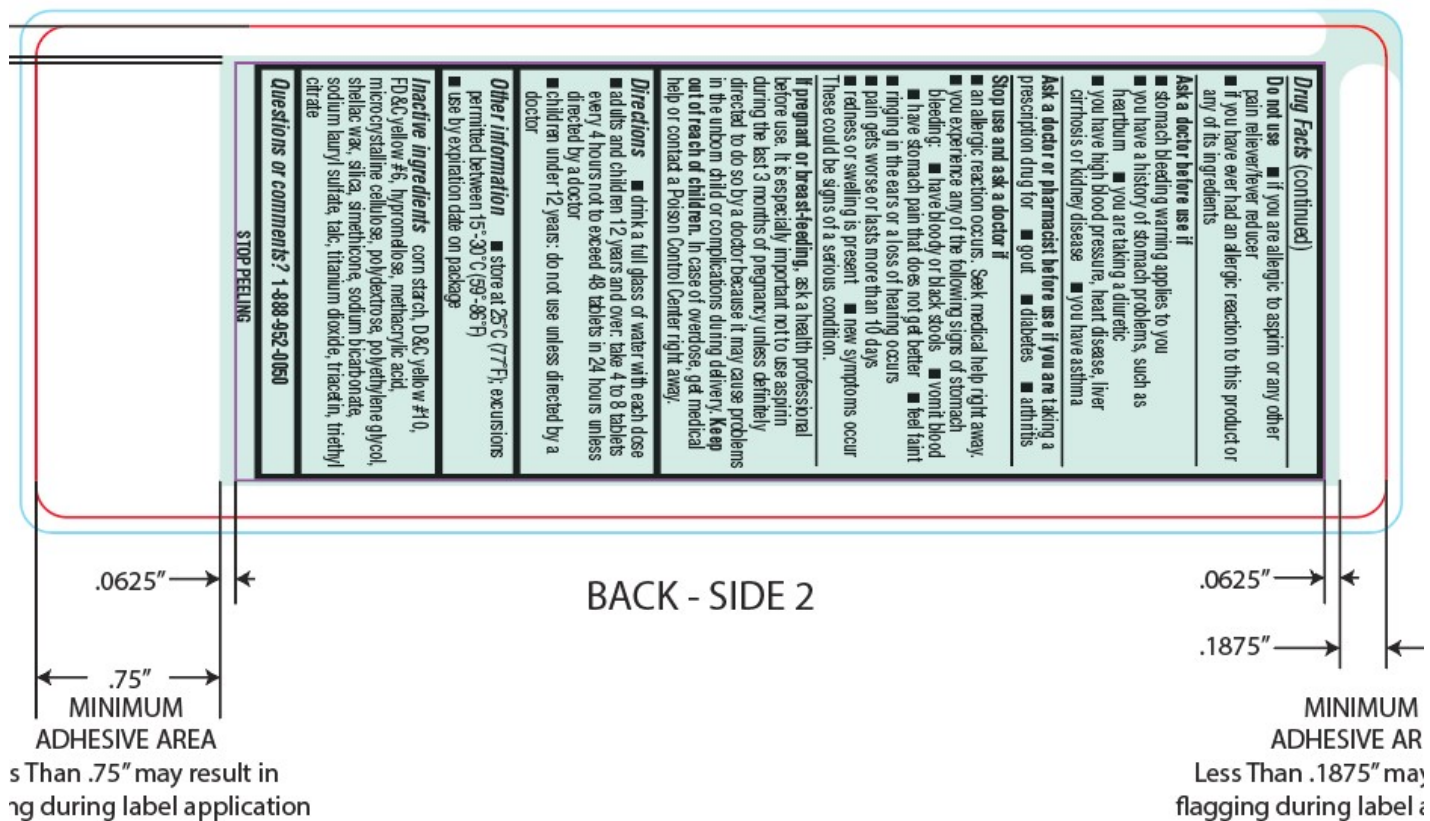 Drug Facts (continued)
Do not use ■ if you are allergic to aspirin or any other
pain reliever/fever reducer
■ if you have ever had an allergic reaction to this product or
any of its ingredients
Ask a doctor before use if
■ stomach bleeding warning applies to you
■ you have a history of stomach problems, such as
heartburn ■ you are taking a diuretic
■ you have high blood pressure, heart disease, liver
cirrhosis or kidney disease ■ you have asthma
Ask a doctor or pharmacist before use if you are taking a
prescription drug for ■ gout ■ diabetes ■ arthritis
Stop use and ask a doctor if
■ an allergic reaction occurs. Seek medical help right away.
■ you experience any of the following signs of stomach
bleeding: ■ have bloody or black stools ■ vomit blood
■ have stomach pain that does not get better ■ feel faint
■ ringing in the ears or a loss of hearing occurs
■ pain gets worse or lasts more than 10 days
■ redness or swelling is present ■ new symptoms occur
These could be signs of a serious condition.
If pregnant or breast-feeding, ask a health professional
before use. It is especially important not to use aspirin
during the last 3 months of pregnancy unless definitely
directed to do so by a doctor because it may cause problems
in the unborn child or complications during delivery. Keep
out of reach of children. In case of overdose, get medical
help or contact a Poison Control Center right away.
Directions ■ drink a full glass of water with each dose
■ adults and children 12 years and over: take 4 to 8 tablets
every 4 hours not to exceed 48 tablets in 24 hours unless
directed by a doctor
■ children under 12 years: do not use unless directed by a
doctor
Other information ■ store at 25°C (77°F); excursions
permitted between 15°-30°C (59°-86°F)
■ use by expiration date on package
Inactive ingredients corn starch, D&C yellow #10,
FD&C yellow #6, hypromellose, methacrylic acid,
microcrystalline cellulose, polydextrose, polyethylene glycol,
shellac wax, silica, simethicone, sodium bicarbonate,
sodium lauryl sulfate, talc, titanium dioxide, triacetin, triethyl
citrate
Questions or comments? 1-888-952-0050
STOP PEELING
.0625"
BACK - SIDE 2
.0625"
.1875"
.75"
MINIMUM
ADHESIVE AREA
s Than .75" may result in
ng during label application
MINIMUM
ADHESIVE AR
Less Than .1875" may
flagging during label a